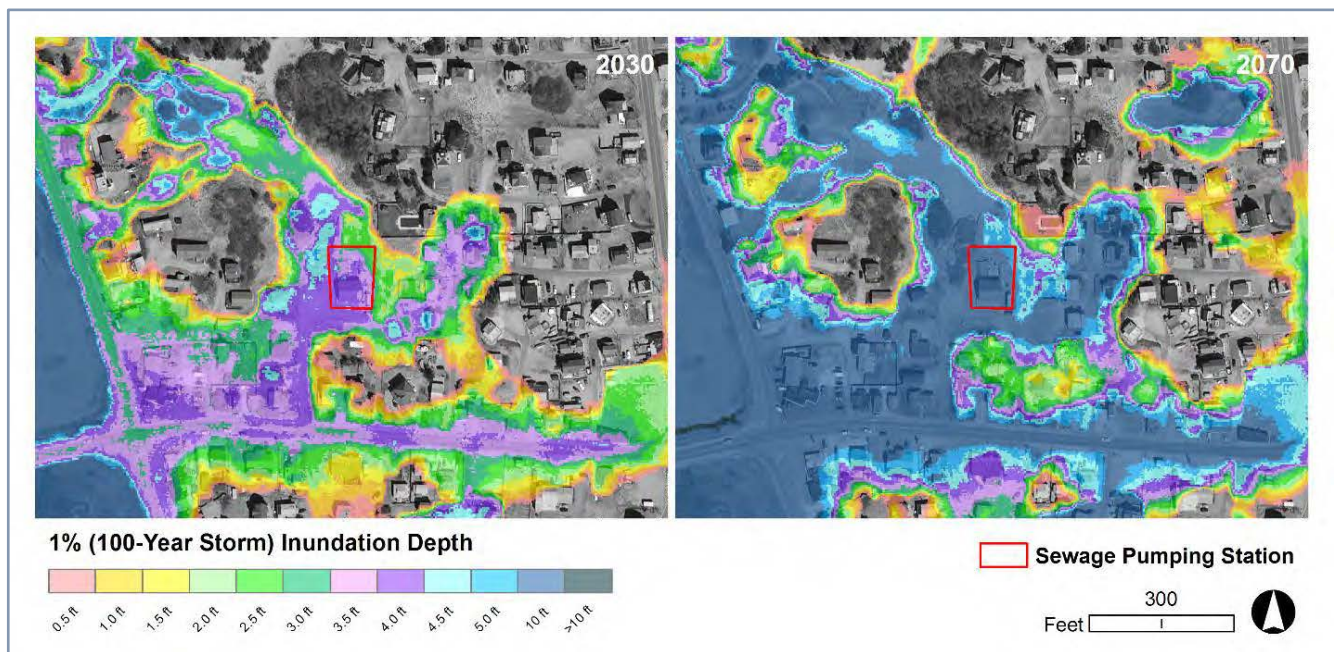 2030
2070
1% (100-Year Storm) Inundation Depth
0.5 ft
1.0 ft
1.5 ft
2.0 ft
2.5 ft
3.0 ft
3.5 ft
4.0 ft
4.5 ft
5.0 ft
10 ft
>10 ft
Sewage Pumping Station
300
Feet